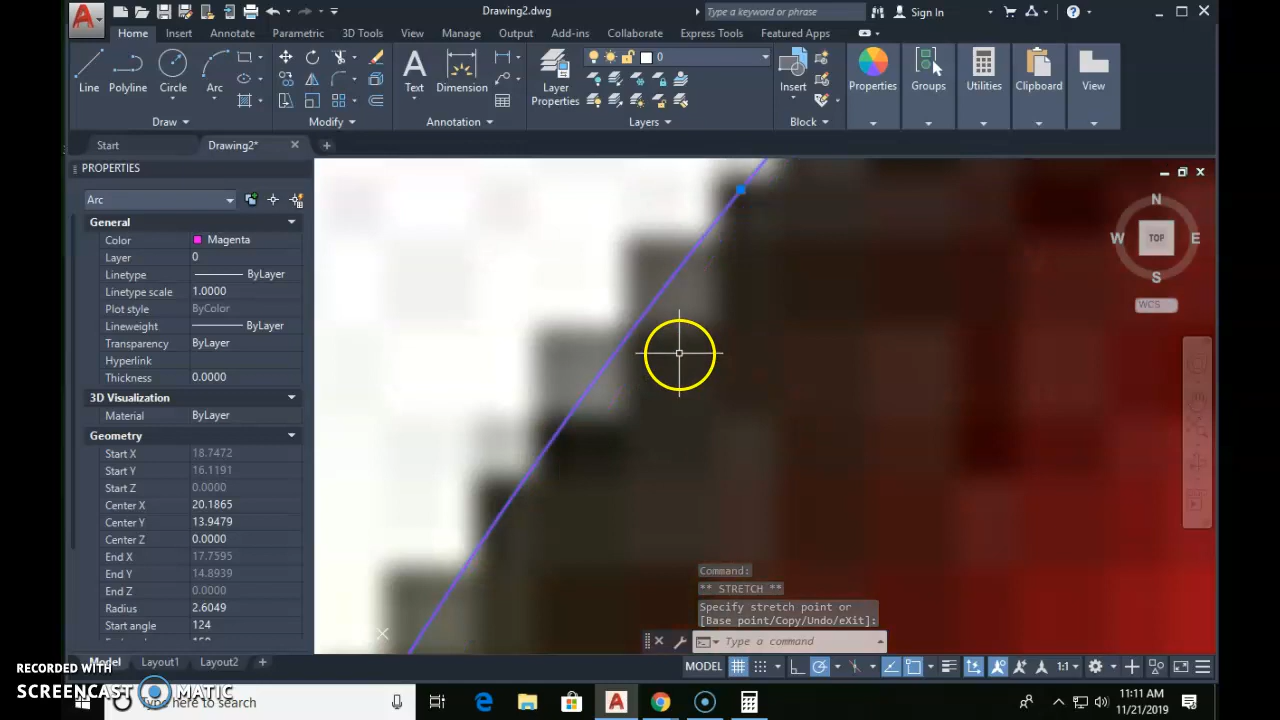 Drawing2.dwg
Type a keyword or phrase
Sign In
Home Insert Annotate Parametric 3D Tools View Manage Output Add-ins Collaborate Express Tools Featured Apps
Line Polyline Circle Arc Text Dimension Layer Properties 0 Insert Properties Groups Utilities Clipboard View
Draw Modify Annotation Layers Block
Start Drawing2*
PROPERTIES
Arc
General
Color Magenta
Layer 0
Linetype ByLayer
Linetype scale 1.0000
Plot style ByColor
Lineweight ByLayer
Transparency ByLayer
Hyperlink
Thickness 0.0000
3D Visualization
Material ByLayer
Geometry
Start X 18.7472
Start Y 16.1191
Start Z 0.0000
Center X 20.1865
Center Y 13.9479
Center Z 0.0000
End X 17.7595
End Y 14.8939
End Z 0.0000
Radius 2.6049
Start angle 124
N
W TOP E
S
WCS
Command:
** STRETCH **
Specify stretch point or
[Base point/Copy/Undo/eXit]:
Type a command
Model Layout1 Layout2
MODEL 1:1
RECORDED WITH
SCREENCAST MATIC
here to search
11:11 AM
11/21/2019